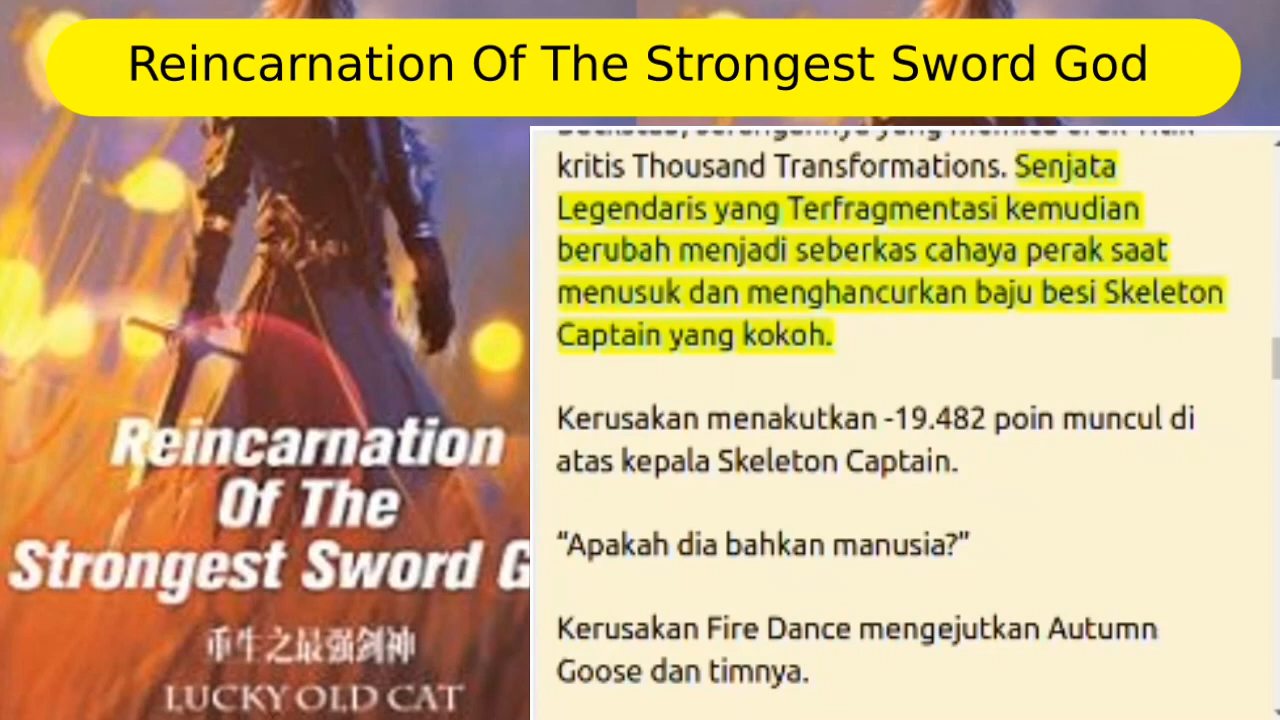 Reincarnation Of The Strongest Sword God
Reincarnation
Of The
Strongest Sword G
重生之最强剑神
LUCKY OLD CAT
kritis Thousand Transformations. Senjata
Legendaris yang Terfragmentasi kemudian
berubah menjadi seberkas cahaya perak saat
menusuk dan menghancurkan baju besi Skeleton
Captain yang kokoh.
Kerusakan menakutkan -19.482 poin muncul di
atas kepala Skeleton Captain.
“Apakah dia bahkan manusia?”
Kerusakan Fire Dance mengejutkan Autumn
Goose dan timnya.